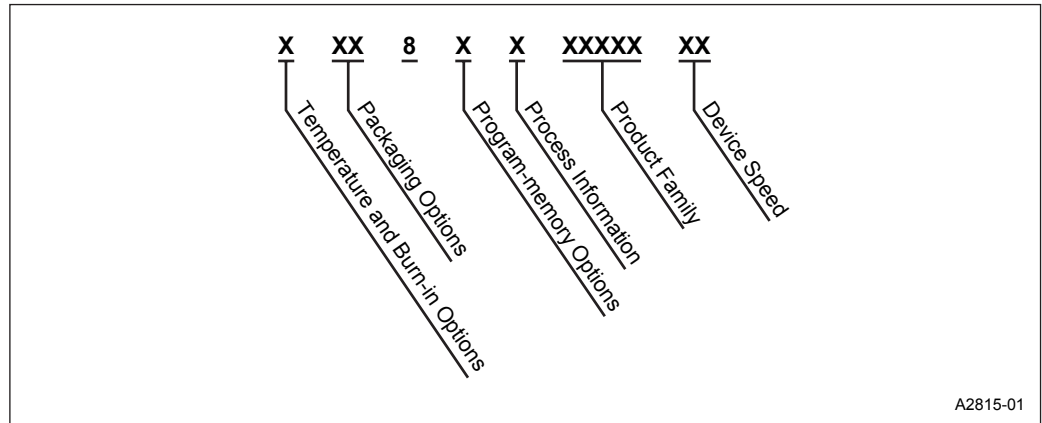 X XX 8 X X XXXXX XX
Temperature and Burn-in Options
Packaging Options
Program-memory Options
Process Information
Product Family
Device Speed
A2815-01